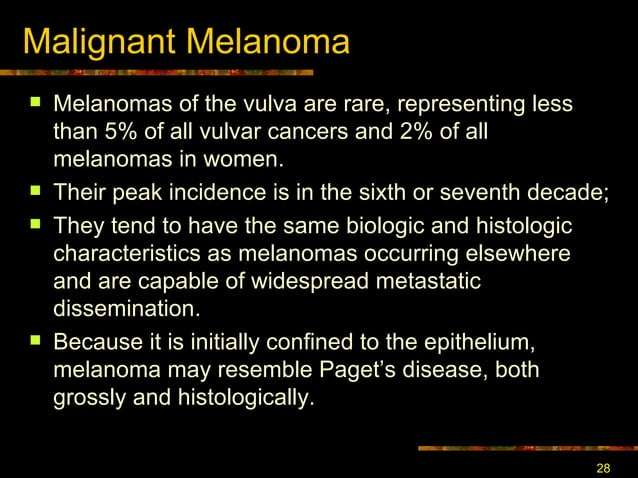 Malignant Melanoma
Melanomas of the vulva are rare, representing less
than 5% of all vulvar cancers and 2% of all
melanomas in women.
Their peak incidence is in the sixth or seventh decade;
They tend to have the same biologic and histologic
characteristics as melanomas occurring elsewhere
and are capable of widespread metastatic
dissemination.
Because it is initially confined to the epithelium,
melanoma may resemble Paget’s disease, both
grossly and histologically.
28